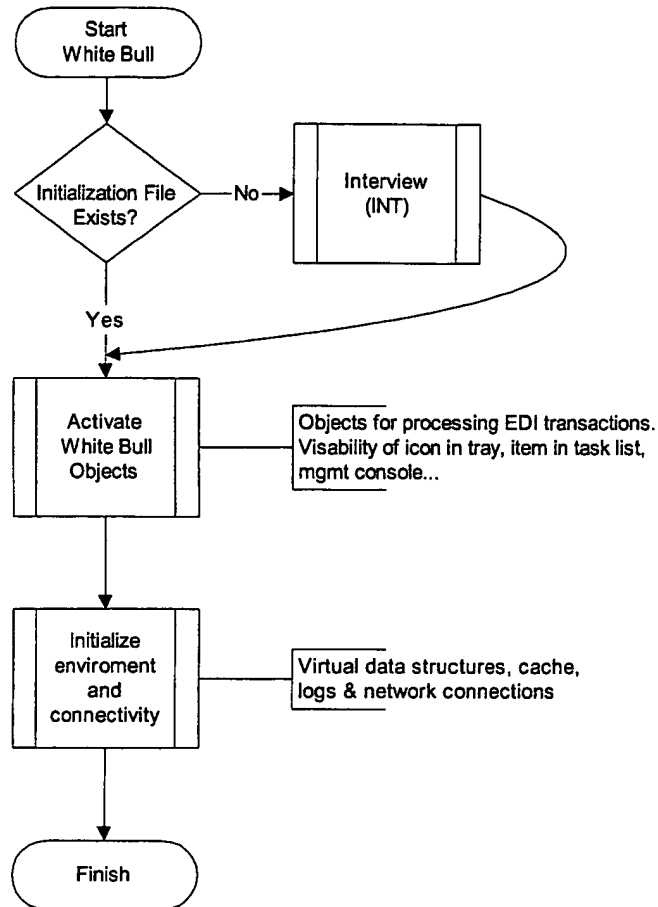 Start
White Bull
Initialization File
Exists?
No
Interview
(INT)
Yes
Activate
White Bull
Objects
Objects for processing EDI transactions.
Visability of icon in tray, item in task list,
mgmt console...
Initialize
enviroment
and
connectivity
Virtual data structures, cache,
logs & network connections
Finish